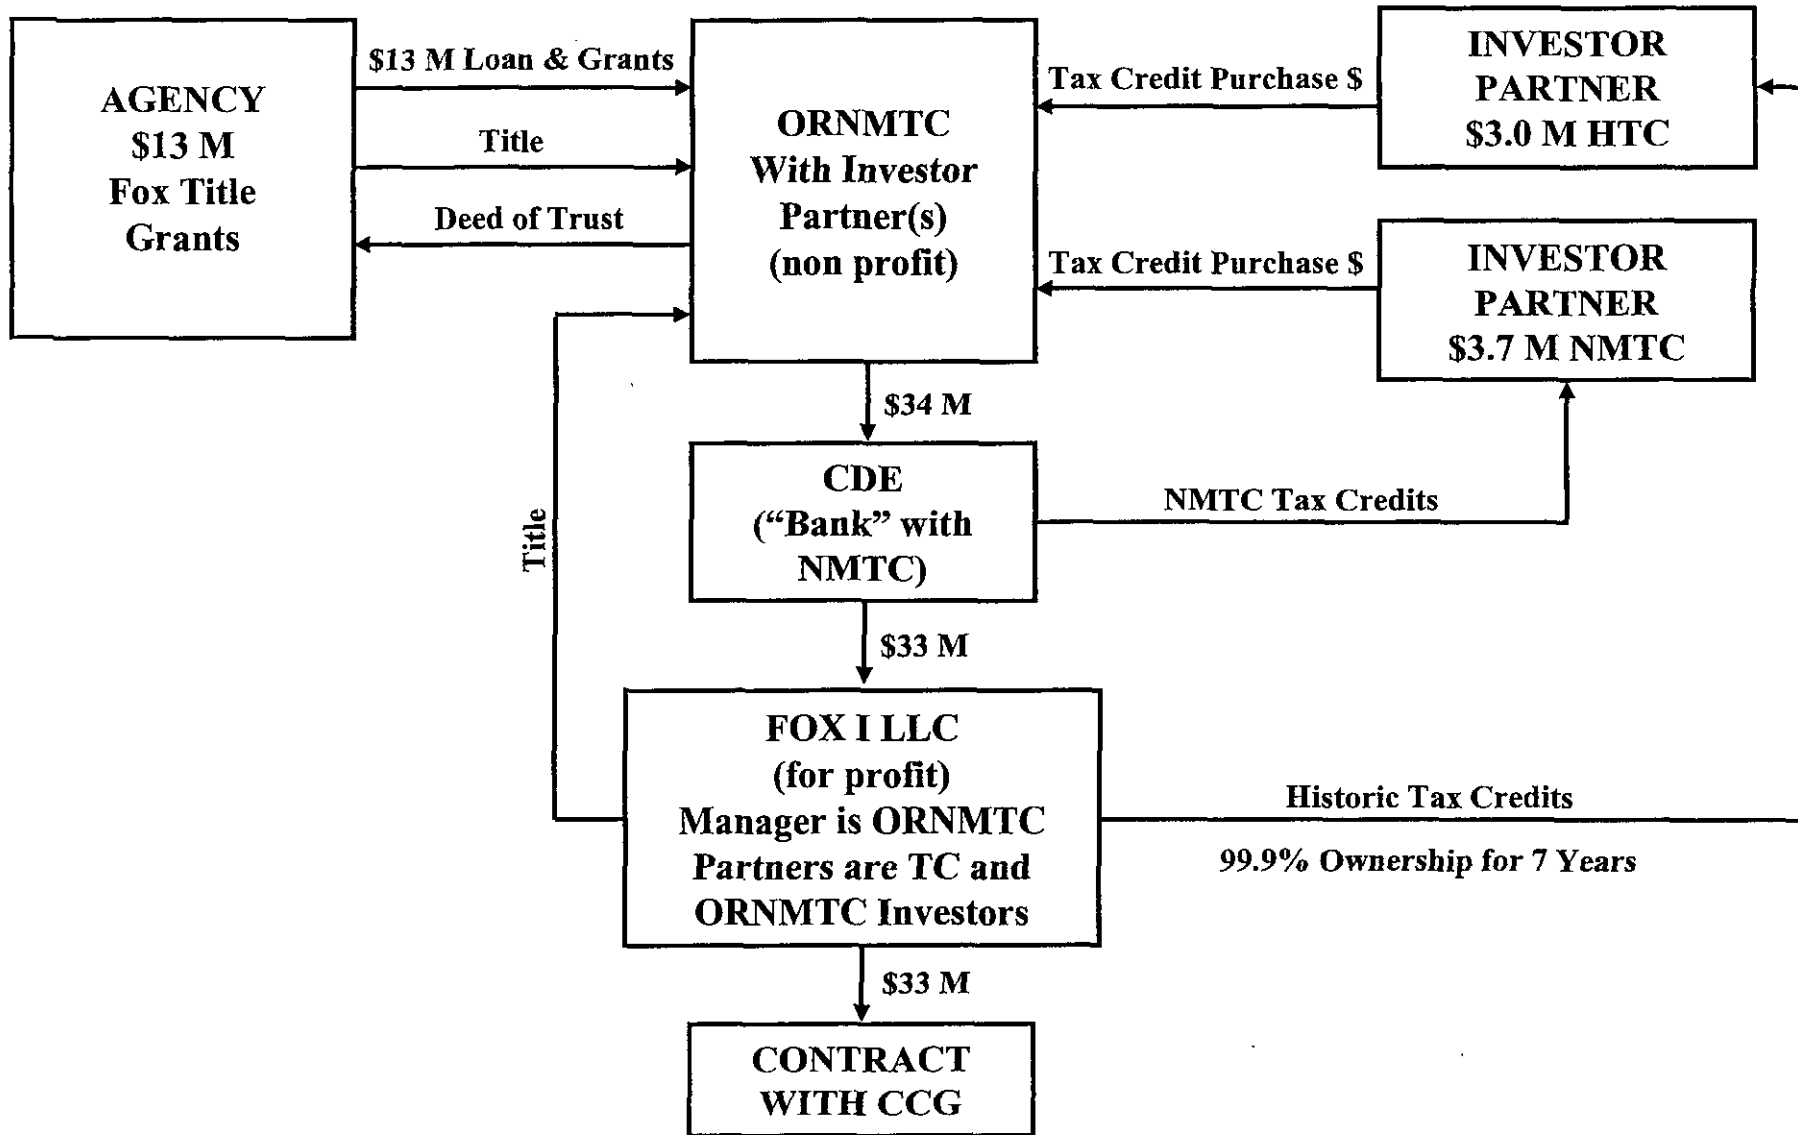 AGENCY
$13 M
Fox Title
Grants
$13 M Loan & Grants
Title
Deed of Trust
ORNMTC
With Investor
Partner(s)
(non profit)
Tax Credit Purchase $
INVESTOR
PARTNER
$3.0 M HTC
Tax Credit Purchase $
INVESTOR
PARTNER
$3.7 M NMTC
$34 M
CDE
(“Bank” with
NMTC)
NMTC Tax Credits
Title
$33 M
FOX I LLC
(for profit)
Manager is ORNMTC
Partners are TC and
ORNMTC Investors
Historic Tax Credits
99.9% Ownership for 7 Years
$33 M
CONTRACT
WITH CCG